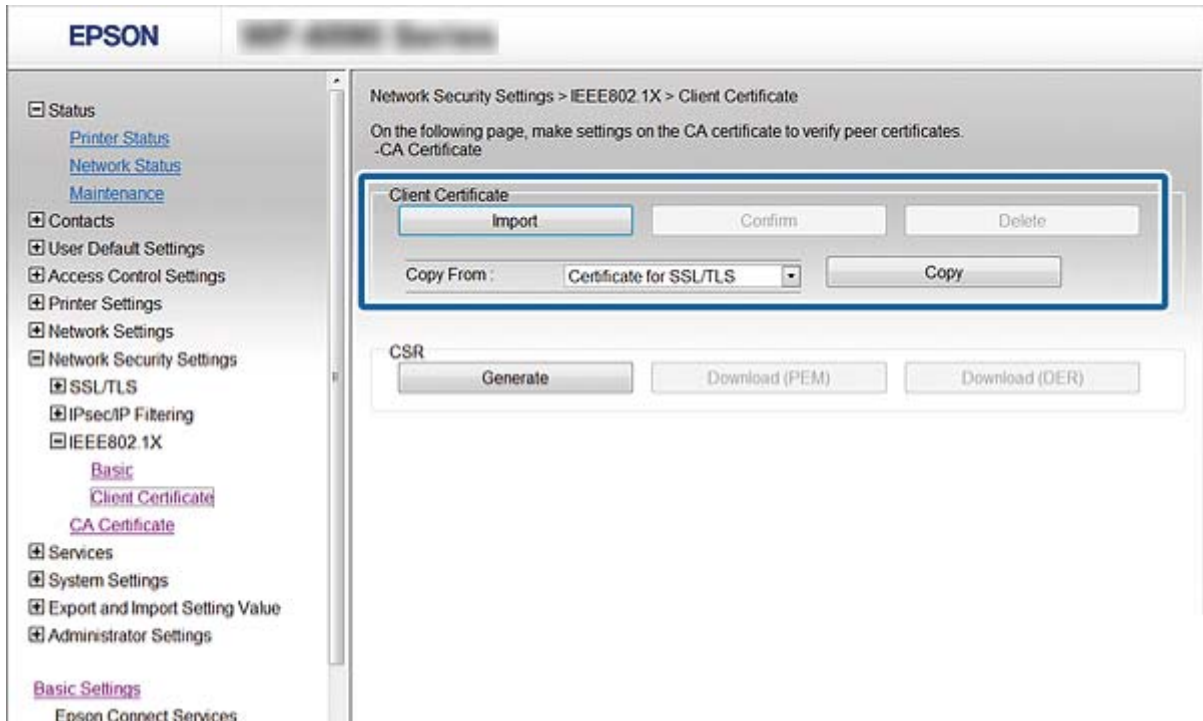 EPSON
Status
Printer Status
Network Status
Maintenance
Contacts
User Default Settings
Access Control Settings
Printer Settings
Network Settings
Network Security Settings
SSL/TLS
IPsec/IP Filtering
IEEE802.1X
Basic
Client Certificate
CA Certificate
Services
System Settings
Export and Import Setting Value
Administrator Settings
Basic Settings
Epson Connect Services
Network Security Settings > IEEE802.1X > Client Certificate
On the following page, make settings on the CA certificate to verify peer certificates.
-CA Certificate
Client Certificate
Import Confirm Delete
Copy From : Certificate for SSL/TLS Copy
CSR
Generate Download (PEM) Download (DER)